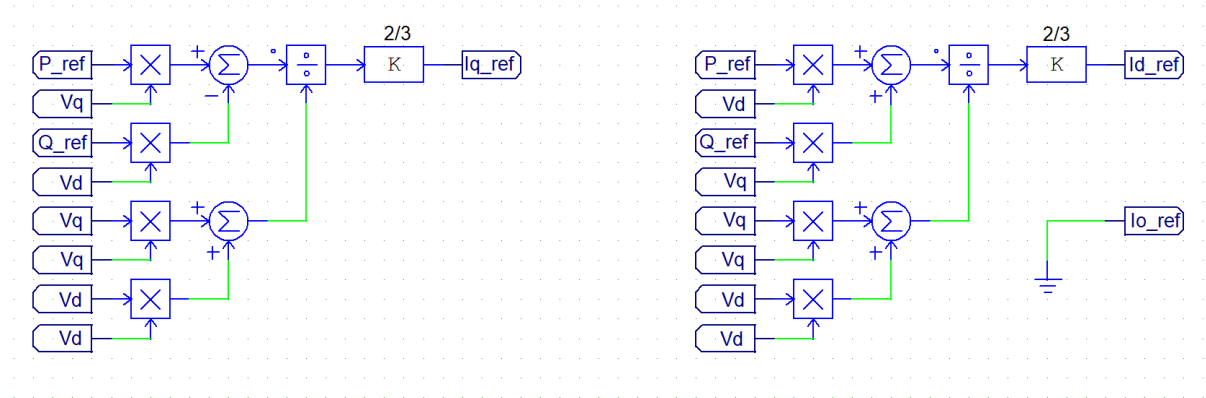 2/3
P_ref
K
Iq_ref
Vq
Q_ref
Vd
Vq
Vq
Vd
Vd
2/3
P_ref
K
Id_ref
Vd
Q_ref
Vq
Vq
Io_ref
Vq
Vd
Vd